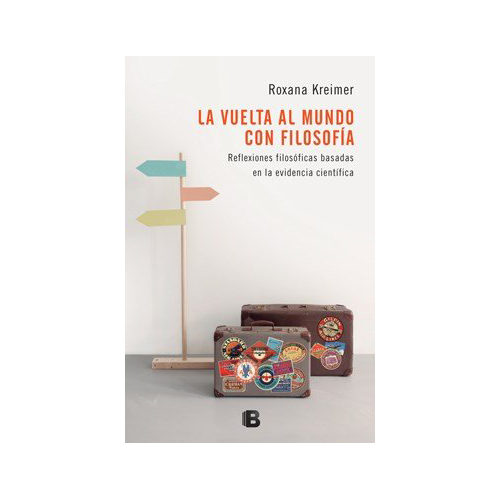 Roxana Kreimer
LA VUELTA AL MUNDO
CON FILOSOFÍA
Reflexiones filosóficas basadas
en la evidencia científica
B